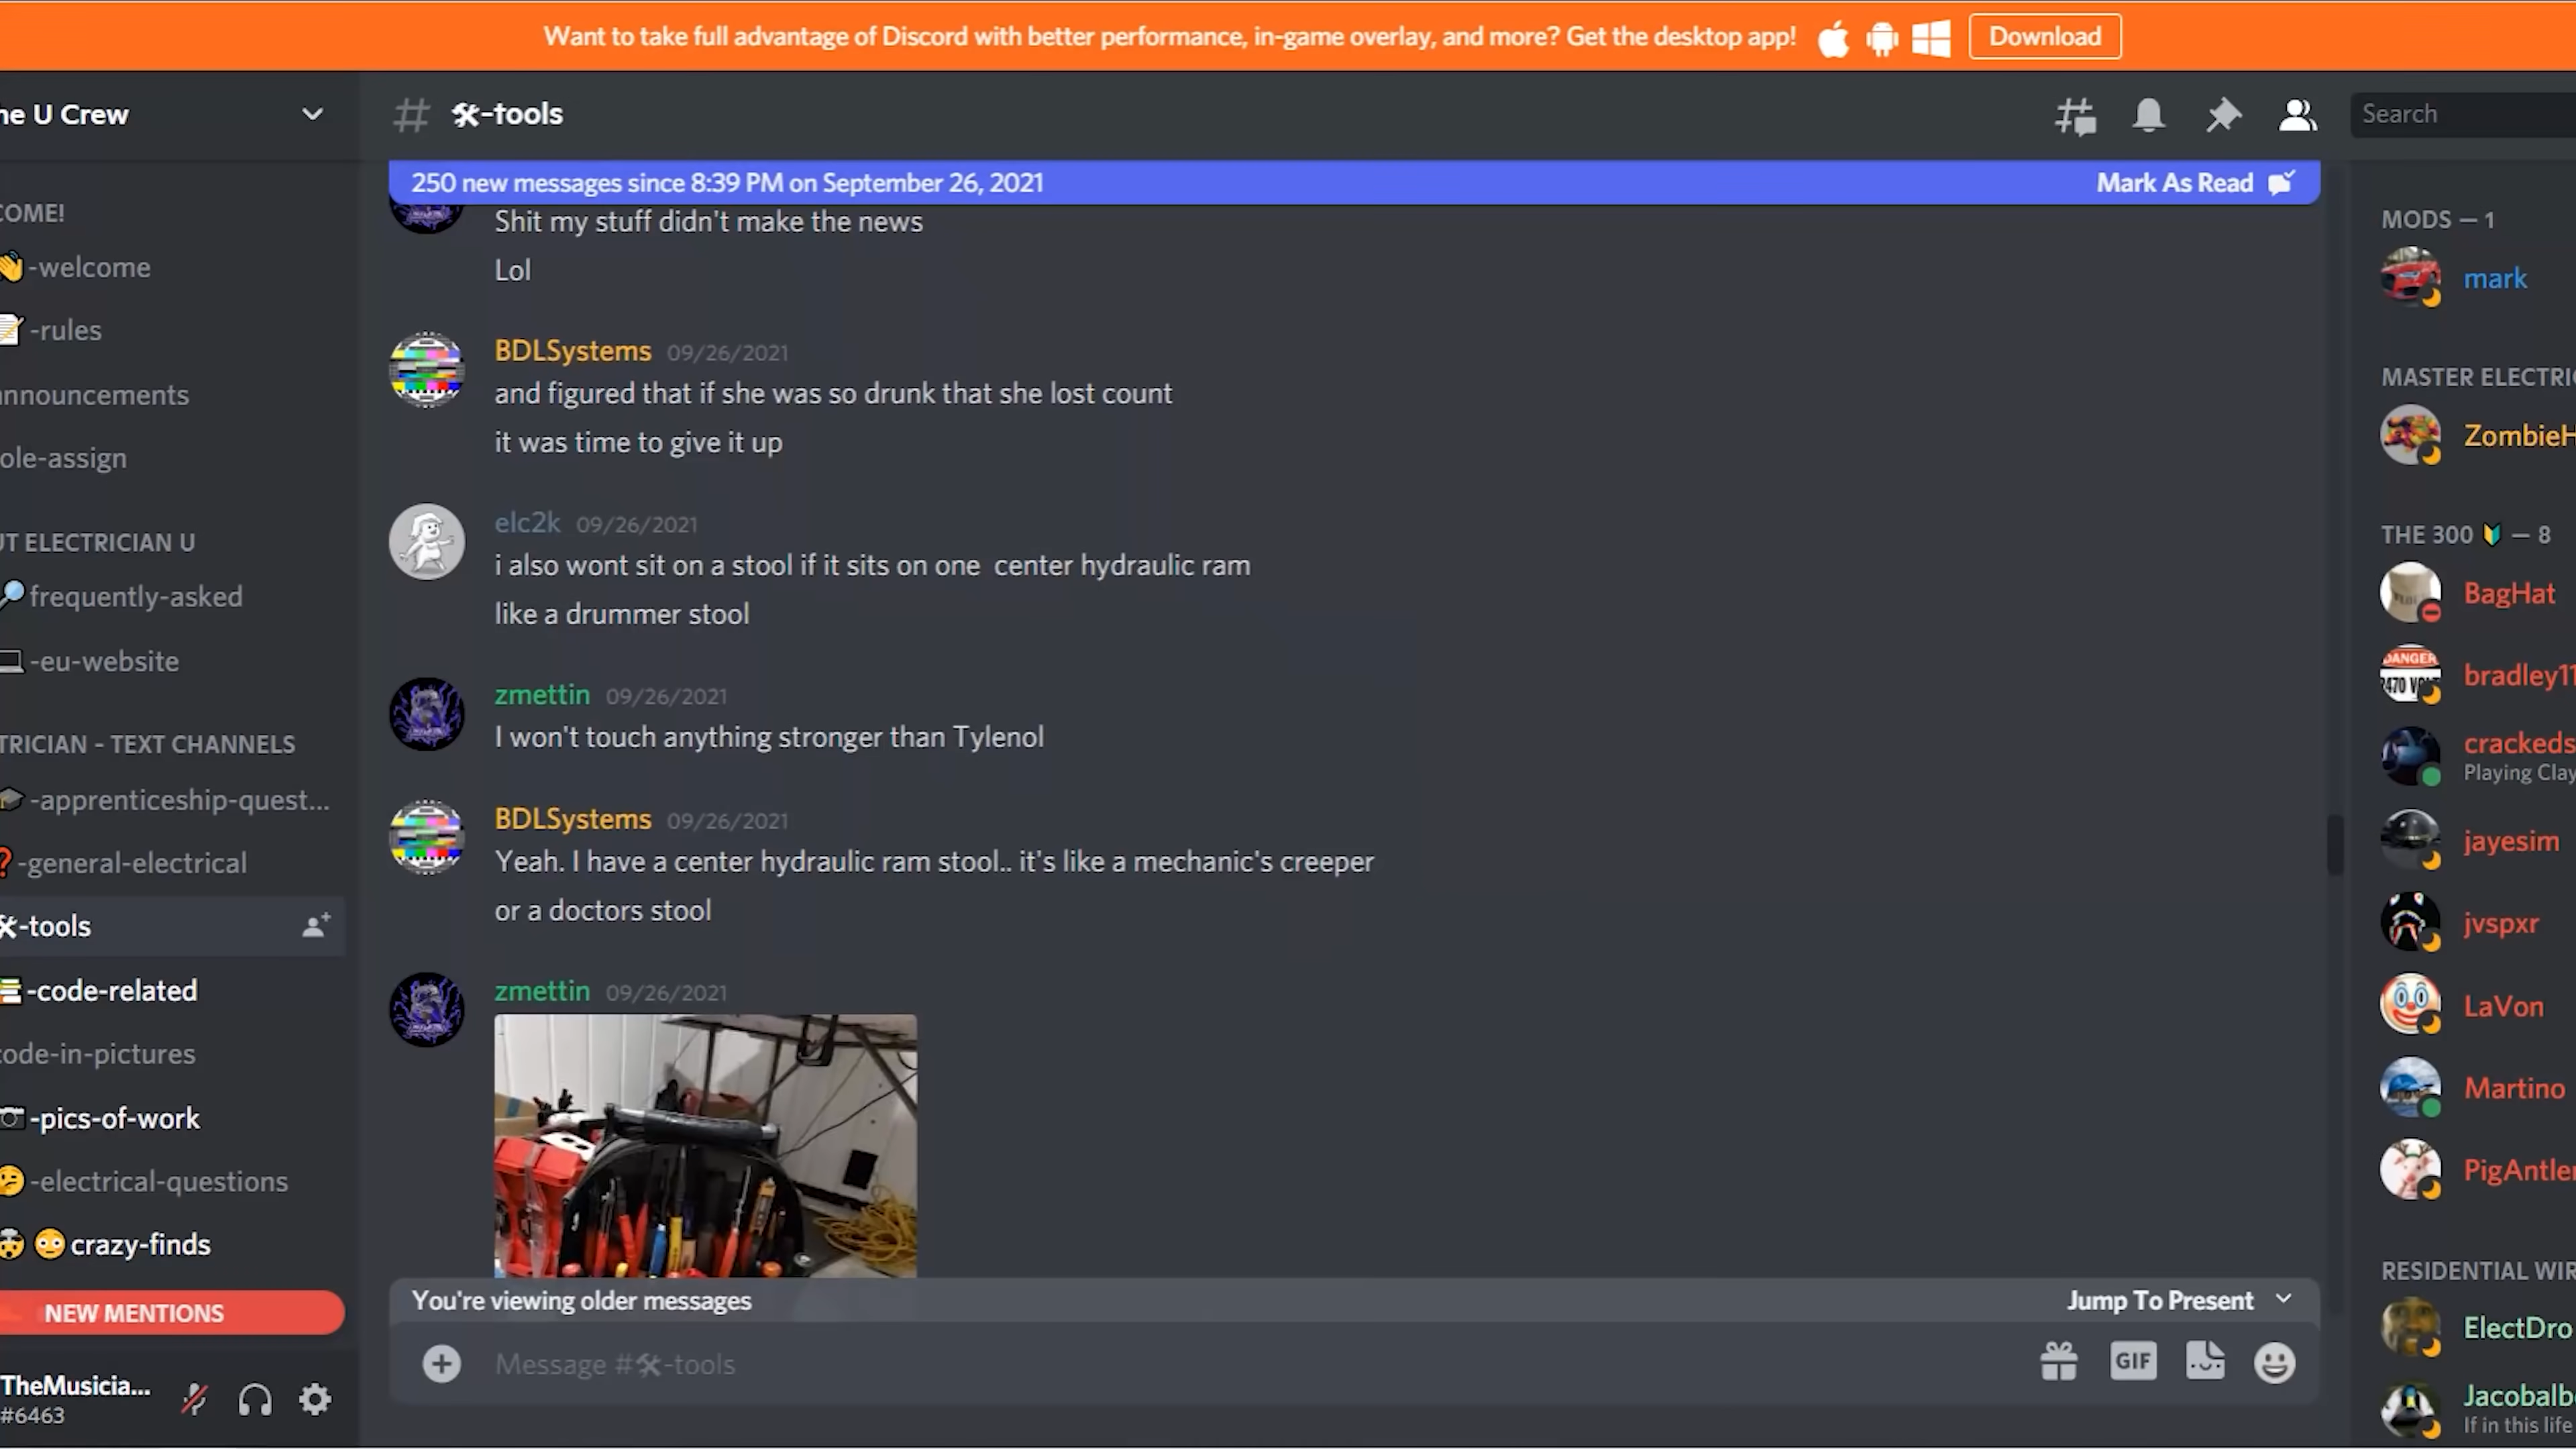 Want to take full advantage of Discord with better performance, in-game overlay, and more? Get the desktop app!
Download
he U Crew
-tools
Search
250 new messages since 8:39 PM on September 26, 2021
Mark As Read
COME!
-welcome
-rules
nnouncements
ole-assign
UT ELECTRICIAN U
frequently-asked
-eu-website
TRICIAN - TEXT CHANNELS
-apprenticeship-quest...
-general-electrical
-tools
-code-related
code-in-pictures
-pics-of-work
-electrical-questions
crazy-finds
NEW MENTIONS
TheMusicia...
#6463
Shit my stuff didn't make the news
Lol
BDLSystems 09/26/2021
and figured that if she was so drunk that she lost count
it was time to give it up
elc2k 09/26/2021
i also wont sit on a stool if it sits on one center hydraulic ram
like a drummer stool
zmettin 09/26/2021
I won't touch anything stronger than Tylenol
BDLSystems 09/26/2021
Yeah. I have a center hydraulic ram stool.. it's like a mechanic's creeper
or a doctors stool
zmettin 09/26/2021
You're viewing older messages
Jump To Present
Message #🛠-tools
GIF
MODS — 1
mark
MASTER ELECTRIC
ZombieH
THE 300 🔰 — 8
BagHat
DANGER
bradley11
crackeds
Playing Clay
jayesim
jvspxr
LaVon
Martino
PigAntler
RESIDENTIAL WIR
ElectDro
Jacobalb
If in this life